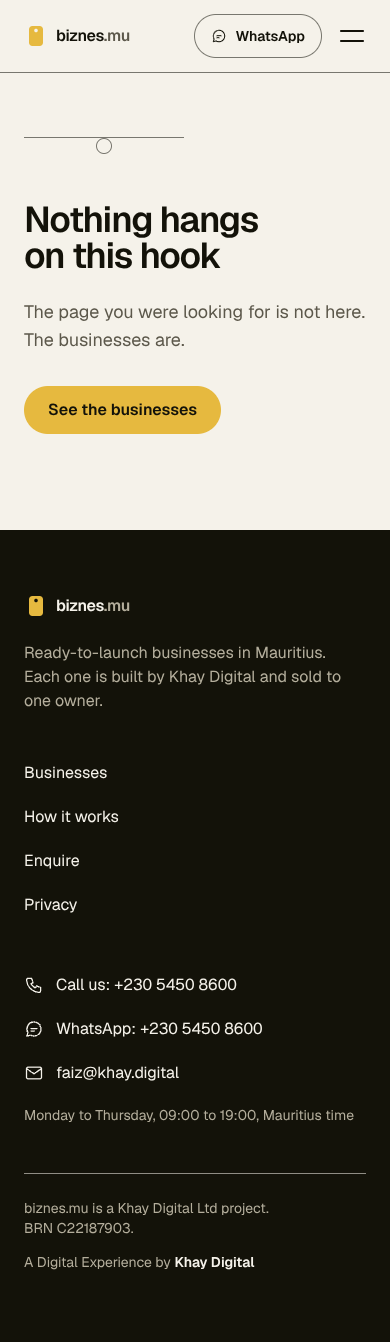 biznes.mu
WhatsApp
Nothing hangs
on this hook
The page you were looking for is not here.
The businesses are.
See the businesses
biznes.mu
Ready-to-launch businesses in Mauritius.
Each one is built by Khay Digital and sold to
one owner.
Businesses
How it works
Enquire
Privacy
Call us: +230 5450 8600
WhatsApp: +230 5450 8600
faiz@khay.digital
Monday to Thursday, 09:00 to 19:00, Mauritius time
biznes.mu is a Khay Digital Ltd project.
BRN C22187903.
A Digital Experience by Khay Digital